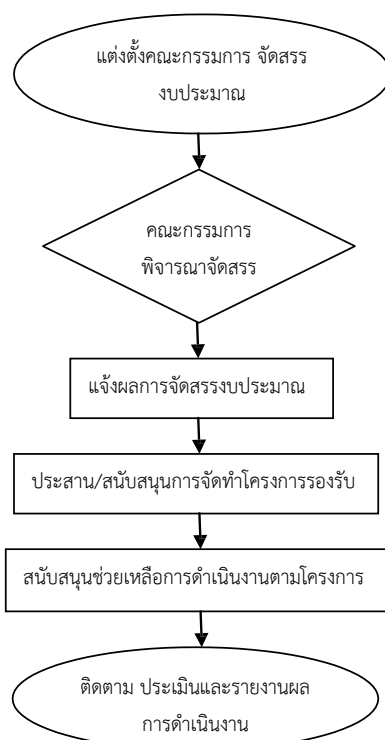 แต่งตั้งคณะกรรมการ จัดสรร
งบประมาณ
คณะกรรมการ
พิจารณาจัดสรร
แจ้งผลการจัดสรรงบประมาณ
ประสาน/สนับสนุนการจัดทำโครงการรองรับ
สนับสนุนช่วยเหลือการดำเนินงานตามโครงการ
ติดตาม ประเมินและรายงานผล
การดำเนินงาน